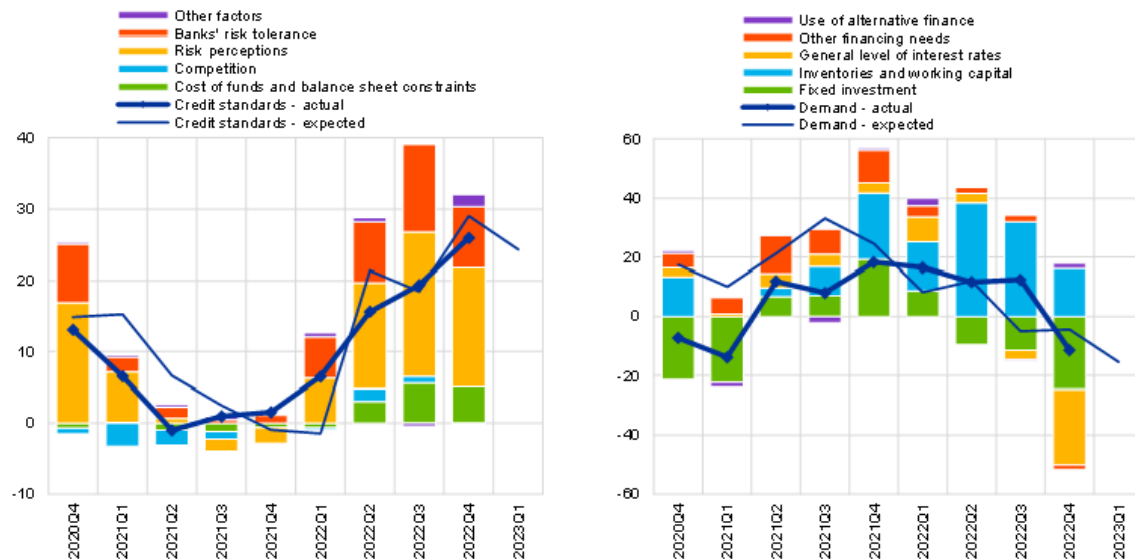 Other factors
Banks' risk tolerance
Risk perceptions
Competition
Cost of funds and balance sheet constraints
Credit standards - actual
Credit standards - expected
40
30
20
10
0
-10
2020Q4
2021Q1
2021Q2
2021Q3
2021Q4
2022Q1
2022Q2
2022Q3
2022Q4
2023Q1
Use of alternative finance
Other financing needs
General level of interest rates
Inventories and working capital
Fixed investment
Demand - actual
Demand - expected
60
40
20
0
-20
-40
-60
2020Q4
2021Q1
2021Q2
2021Q3
2021Q4
2022Q1
2022Q2
2022Q3
2022Q4
2023Q1